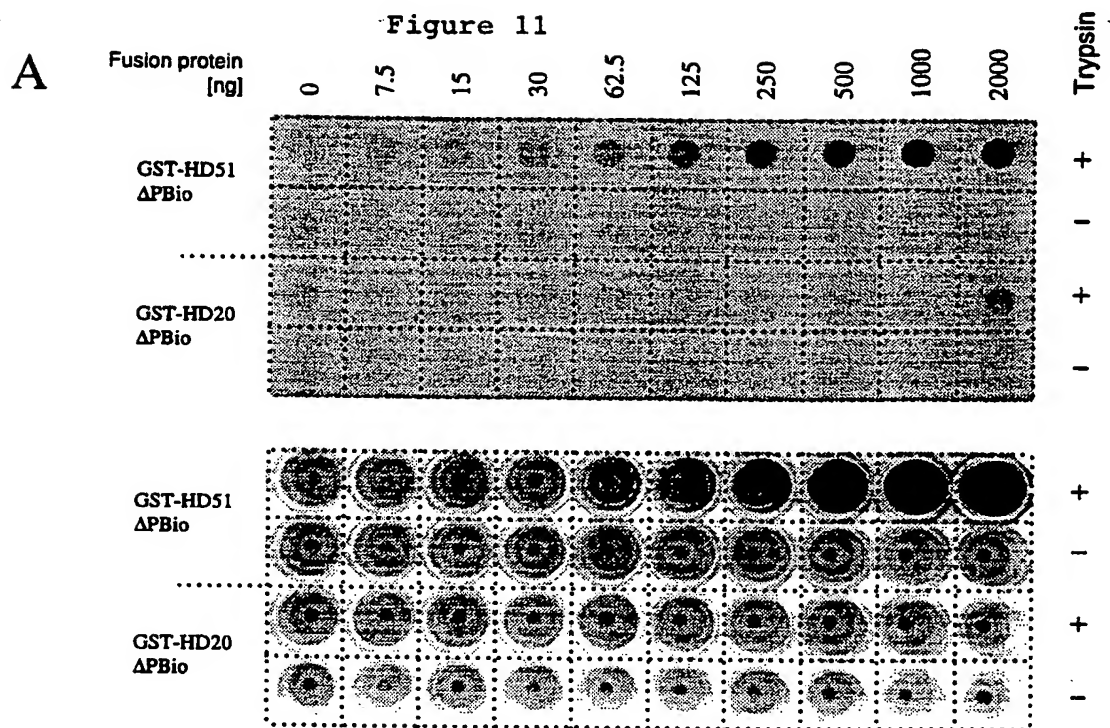 Figure 11
A
Fusion protein
[ng]
0 7.5 15 30 62.5 125 250 500 1000 2000
Trypsin
GST-HD51
ΔPBio
+
-
GST-HD20
ΔPBio
+
-
GST-HD51
ΔPBio
+
-
GST-HD20
ΔPBio
+
-